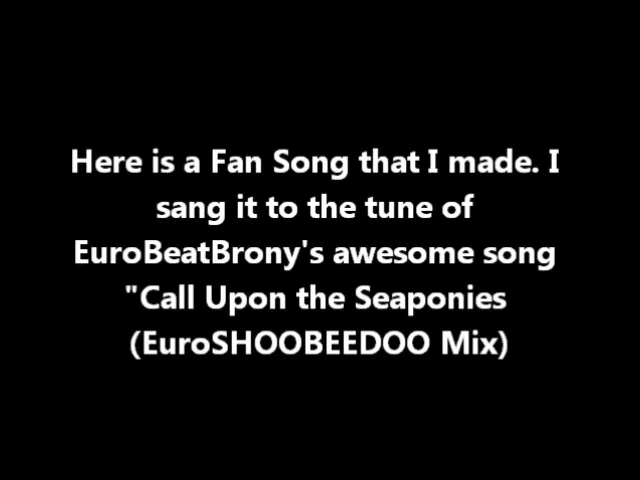 Here is a Fan Song that I made. I
sang it to the tune of
EuroBeatBrony's awesome song
"Call Upon the Seaponies
(EuroSHOOBEEDOO Mix)